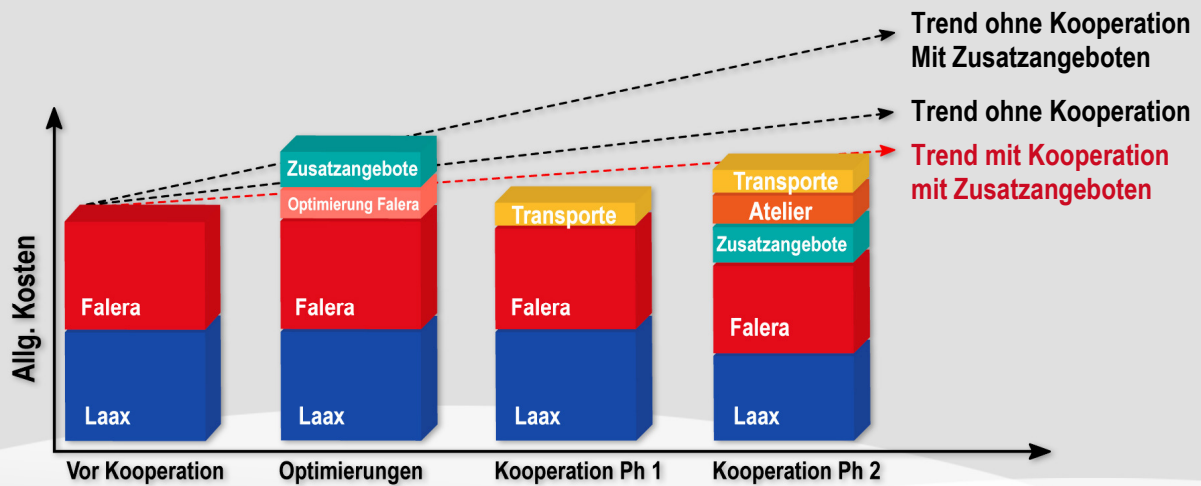 Trend ohne Kooperation
Mit Zusatzangeboten
Trend ohne Kooperation
Trend mit Kooperation
mit Zusatzangeboten
Allg. Kosten
Falera
Laax
Zusatzangebote
Optimierung Falera
Falera
Laax
Transporte
Falera
Laax
Transporte
Atelier
Zusatzangebote
Falera
Laax
Vor Kooperation
Optimierungen
Kooperation Ph 1
Kooperation Ph 2